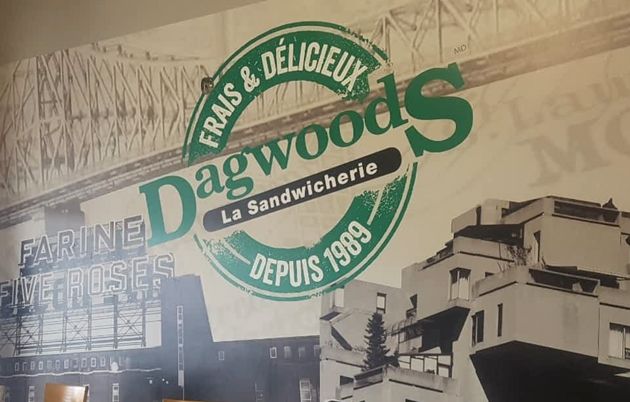 FRAIS & DÉLICIEUX
DagwoodS
MD
La Sandwicherie
DEPUIS 1989
FARINE
FIVE ROSES